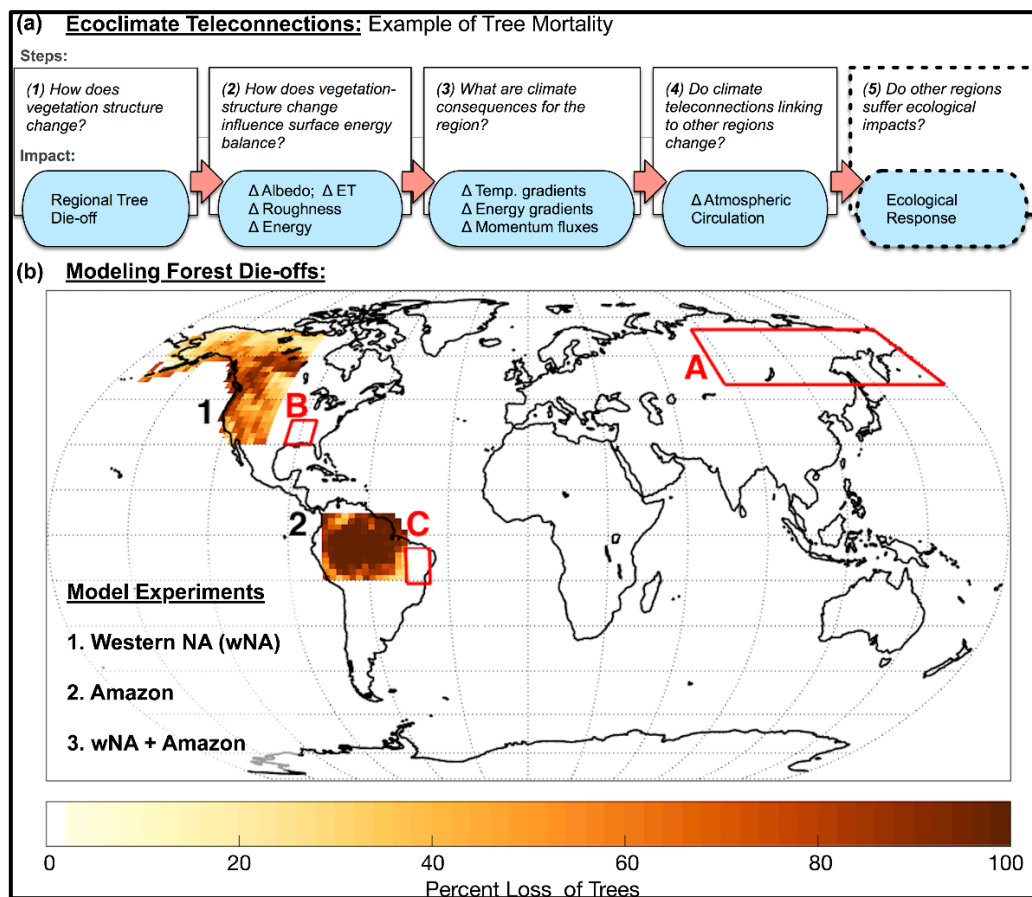 (a) Ecoclimate Teleconnections: Example of Tree Mortality
Steps:
(1) How does
vegetation structure
change?
(2) How does vegetation-
structure change
influence surface energy
balance?
(3) What are climate
consequences for the
region?
(4) Do climate
teleconnections linking
to other regions
change?
(5) Do other regions
suffer ecological
impacts?
Impact:
Regional Tree
Die-off
Δ Albedo; Δ ET
Δ Roughness
Δ Energy
Δ Temp. gradients
Δ Energy gradients
Δ Momentum fluxes
Δ Atmospheric
Circulation
Ecological
Response
(b) Modeling Forest Die-offs:
A
1
B
2
C
Model Experiments
1. Western NA (wNA)
2. Amazon
3. wNA + Amazon
0 20 40 60 80 100
Percent Loss of Trees